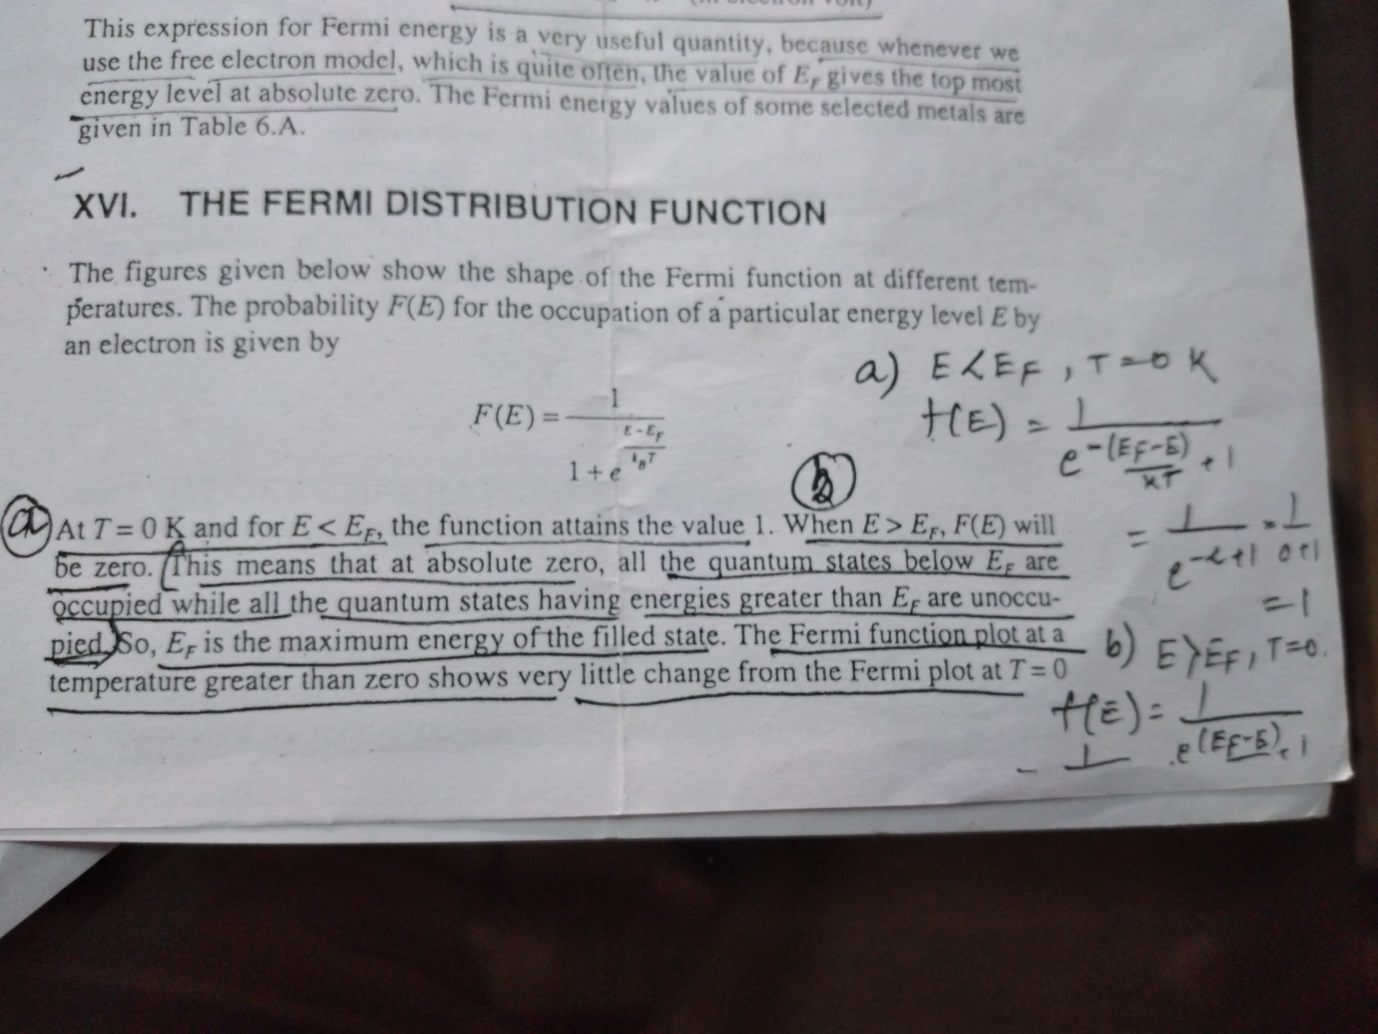 This expression for Fermi energy is a very useful quantity, because whenever we
use the free electron model, which is quite often, the value of E_F gives the top most
energy level at absolute zero. The Fermi energy values of some selected metals are
given in Table 6.A.
XVI. THE FERMI DISTRIBUTION FUNCTION
The figures given below show the shape of the Fermi function at different tem-
peratures. The probability F(E) for the occupation of a particular energy level E by
an electron is given by
F(E) = 1 / (1 + e^((E - E_F) / k_B T))
a) E < E_F, T = 0 K
f(E) = 1 / (e^(-(E_F - E) / KT) + 1)
(a) At T = 0 K and for E < E_F, the function attains the value 1. When E > E_F, F(E) will
be zero. (This means that at absolute zero, all the quantum states below E_F are
occupied while all the quantum states having energies greater than E_F are unoccu-
pied.) So, E_F is the maximum energy of the filled state. The Fermi function plot at a
temperature greater than zero shows very little change from the Fermi plot at T = 0
= 1 / 0+1
= 1
b) E > E_F, T = 0.
f(E) = 1 / (e^(E_F - E) + 1)